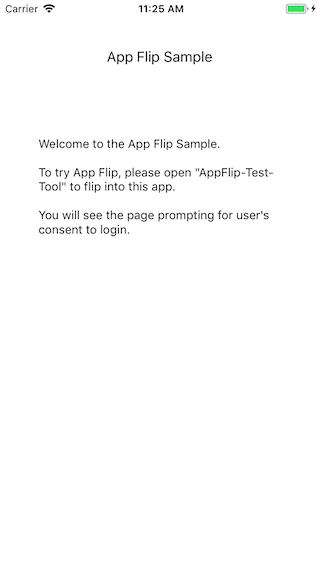 Carrier 11:25 AM
App Flip Sample
Welcome to the App Flip Sample.
To try App Flip, please open "AppFlip-Test-
Tool" to flip into this app.
You will see the page prompting for user's
consent to login.